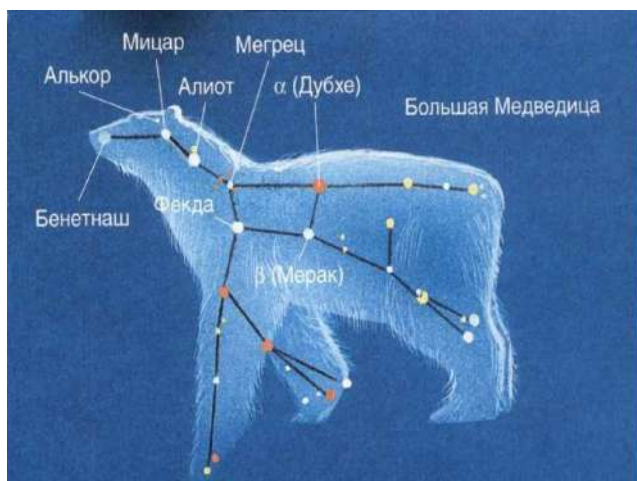 Мицар
Мегрец
Алькор
Алиот
α (Дубхе)
Большая Медведица
Бенетнаш
Фекда
β (Мерак)